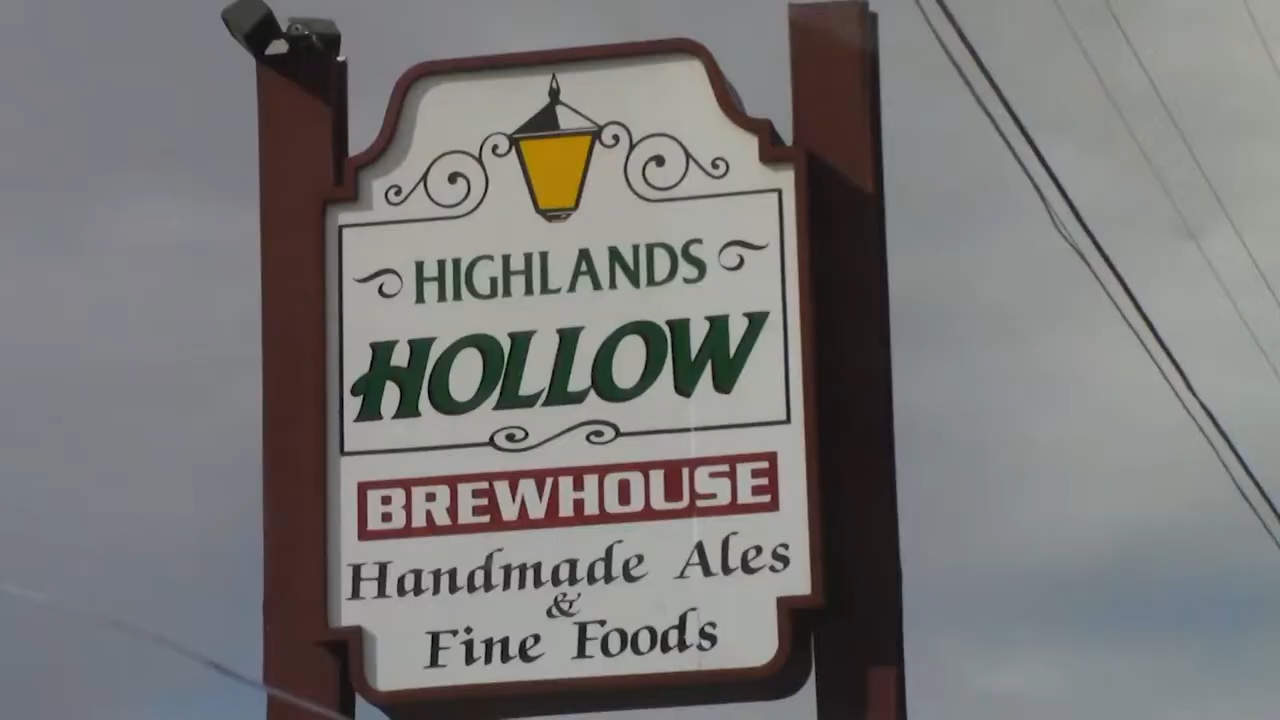 HIGHLANDS
HOLLOW
BREWHOUSE
Handmade Ales
&
Fine Foods